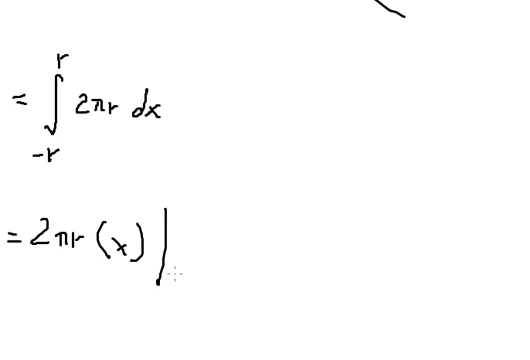 = ∫_{-r}^{r} 2πr dx
= 2πr (x) |